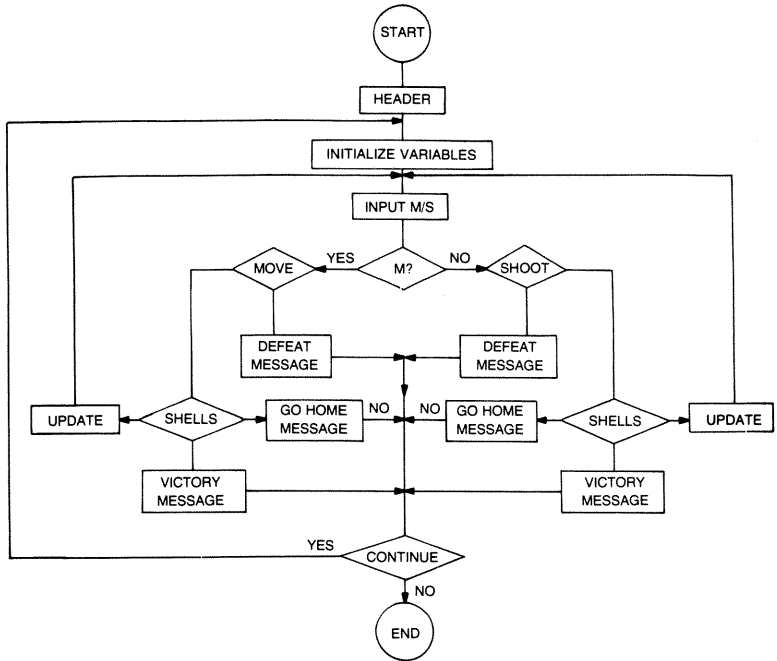 START
HEADER
INITIALIZE VARIABLES
INPUT M/S
MOVE
YES
M?
NO
SHOOT
DEFEAT
MESSAGE
DEFEAT
MESSAGE
UPDATE
SHELLS
GO HOME
MESSAGE
NO
NO
GO HOME
MESSAGE
SHELLS
UPDATE
VICTORY
MESSAGE
VICTORY
MESSAGE
YES
CONTINUE
NO
END